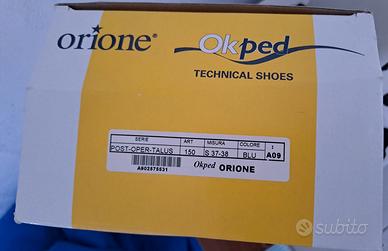 orione®
Okped
TECHNICAL SHOES
SERIE ART MISURA COLORE :
POST-OPER-TALUS 150 S 37-38 BLU A09
A902575531 Okped ORIONE
subito